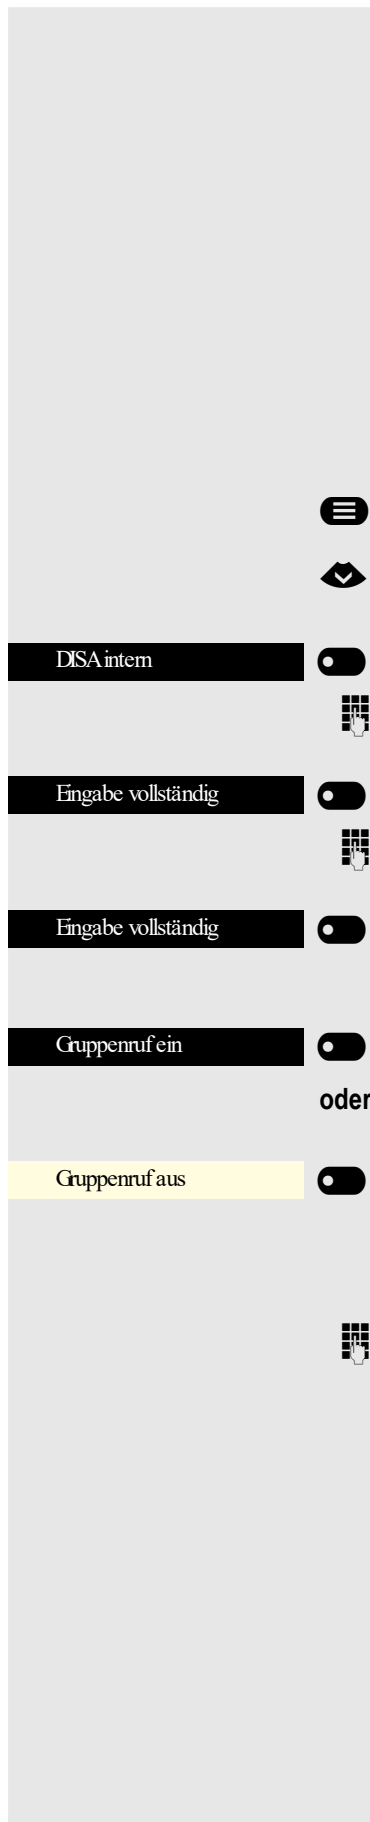 DISA intern
Eingabe vollständig
Eingabe vollständig
Gruppenruf ein
oder
Gruppenruf aus